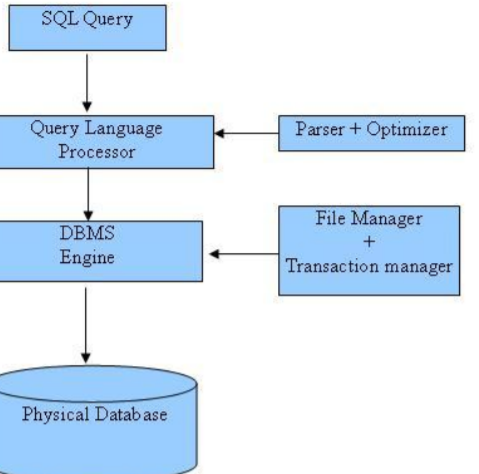 SQL Query
Query Language
Processor
Parser + Optimizer
DBMS
Engine
File Manager
+
Transaction manager
Physical Database